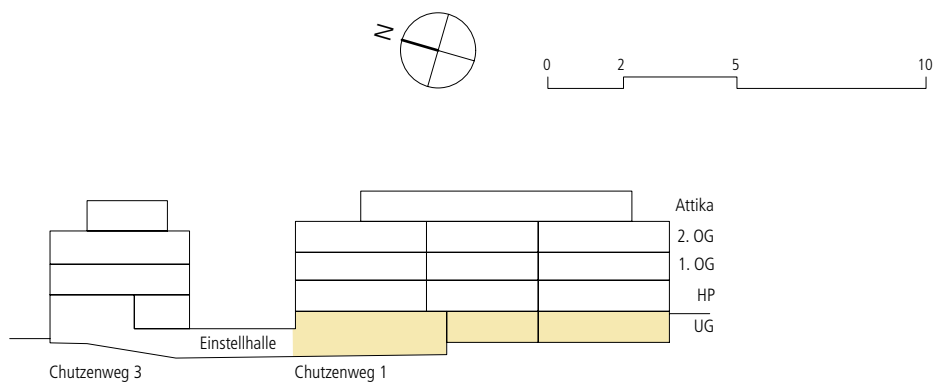 N
0 2 5 10
Attika
2. OG
1. OG
HP
UG
Einstellhalle
Chutzenweg 3 Chutzenweg 1